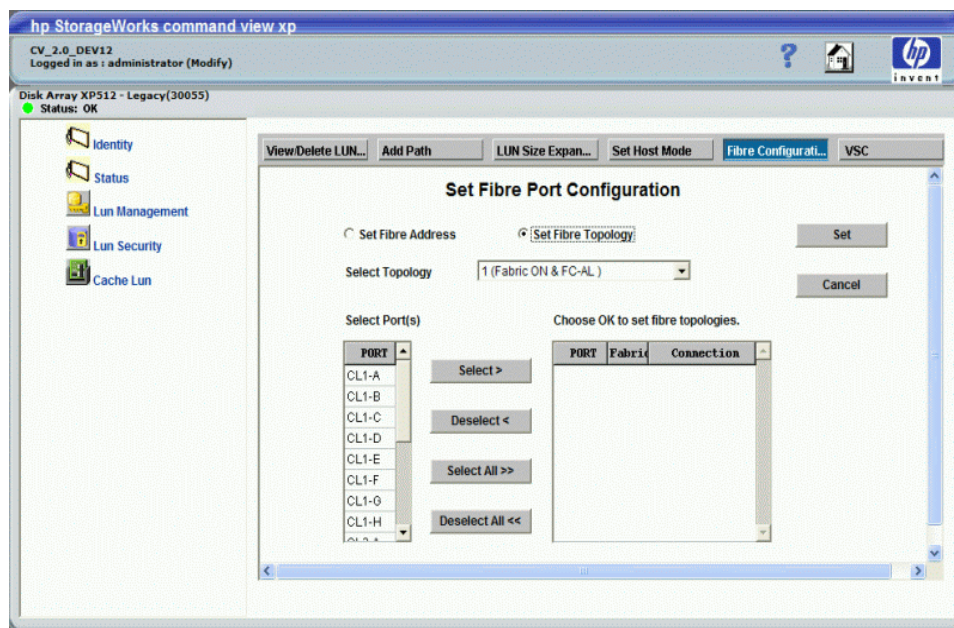 hp StorageWorks command view xp
CV_2.0_DEV12
Logged in as : administrator (Modify)
?
hp
invent
Disk Array XP512 - Legacy(30055)
Status: OK
Identity
Status
Lun Management
Lun Security
Cache Lun
View/Delete LUN... Add Path LUN Size Expan... Set Host Mode Fibre Configurati... VSC
Set Fibre Port Configuration
Set Fibre Address Set Fibre Topology Set
Select Topology 1 (Fabric ON & FC-AL ) Cancel
Select Port(s) Choose OK to set fibre topologies.
PORT
CL1-A
CL1-B
CL1-C
CL1-D
CL1-E
CL1-F
CL1-G
CL1-H
Select >
Deselect <
Select All >>
Deselect All <<
PORT Fabric Connection